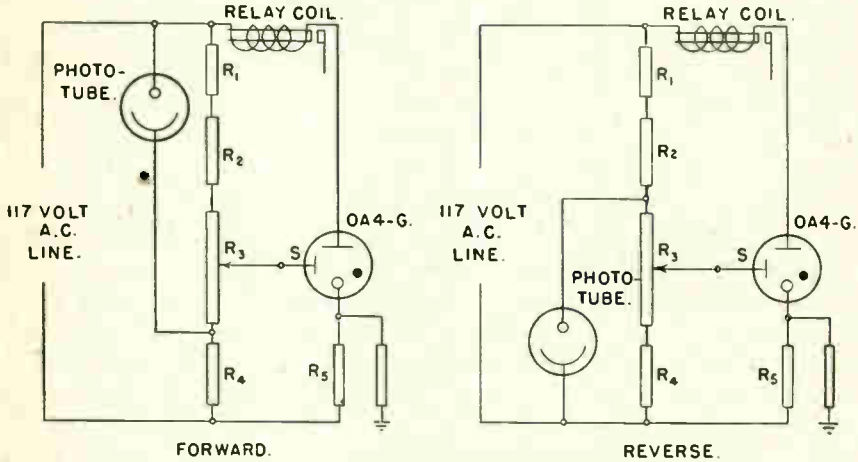 RELAY COIL.
PHOTO-
TUBE.
R1
R2
117 VOLT
A.C.
LINE.
R3
S
OA4-G.
R4
R5
FORWARD.
RELAY COIL.
R1
R2
117 VOLT
A.C.
LINE.
R3
S
OA4-G.
PHOTO-
TUBE.
R4
R5
REVERSE.